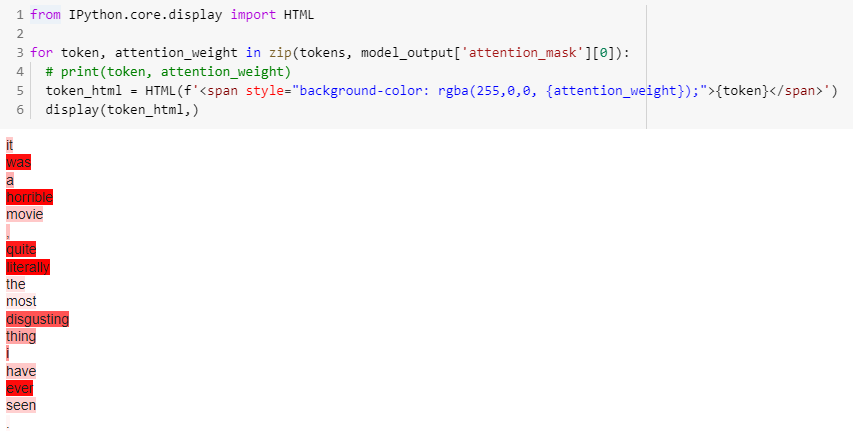 1 from IPython.core.display import HTML
2
3 for token, attention_weight in zip(tokens, model_output['attention_mask'][0]):
4   # print(token, attention_weight)
5   token_html = HTML(f'<span style="background-color: rgba(255,0,0, {attention_weight});">{token}</span>')
6   display(token_html,)
it
was
a
horrible
movie
,
quite
literally
the
most
disgusting
thing
i
have
ever
seen
.